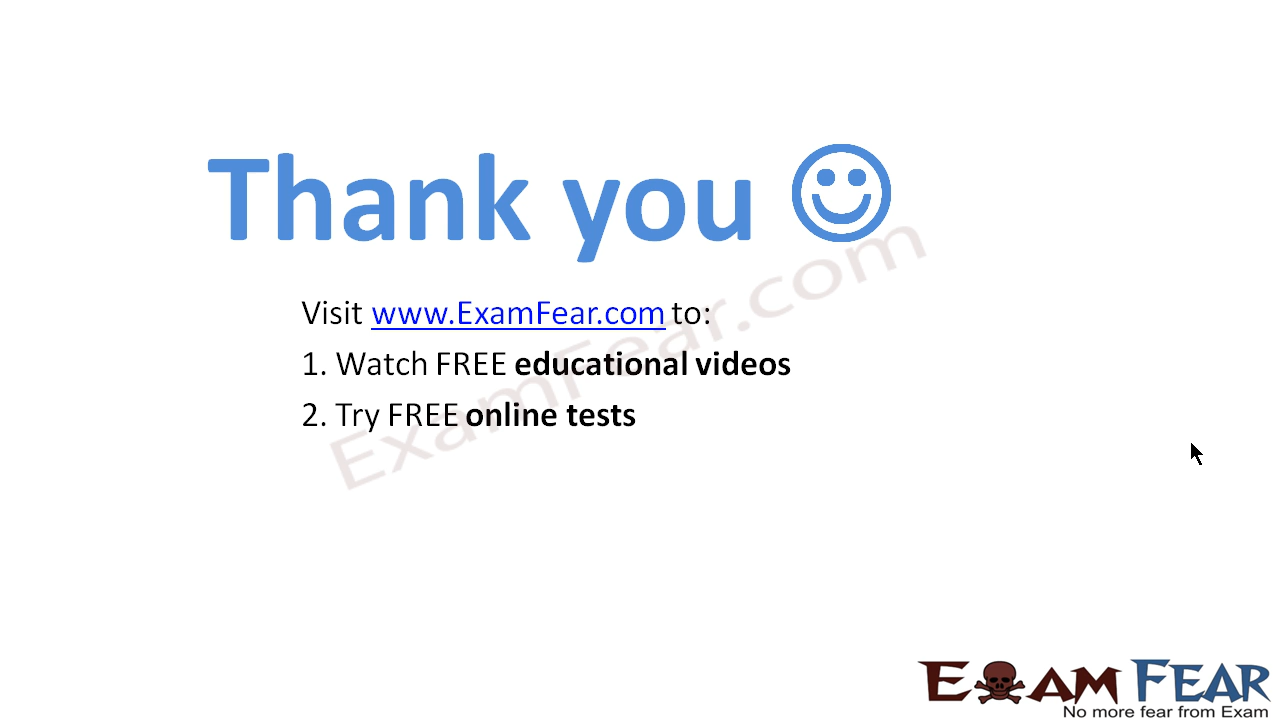 Thank you
Visit www.ExamFear.com to:
1. Watch FREE educational videos
2. Try FREE online tests
ExamFear.com
EXAM FEAR
No more fear from Exam